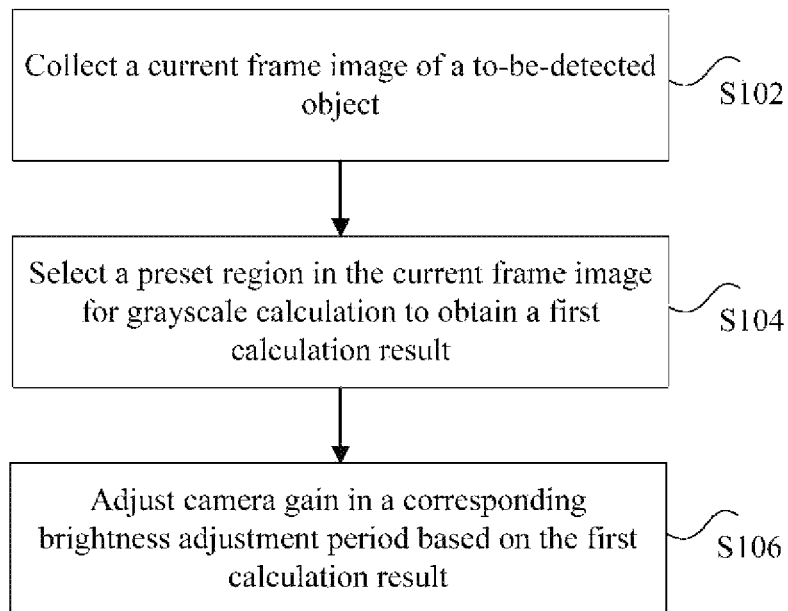 Collect a current frame image of a to-be-detected
object
S102
Select a preset region in the current frame image
for grayscale calculation to obtain a first
calculation result
S104
Adjust camera gain in a corresponding
brightness adjustment period based on the first
calculation result
S106